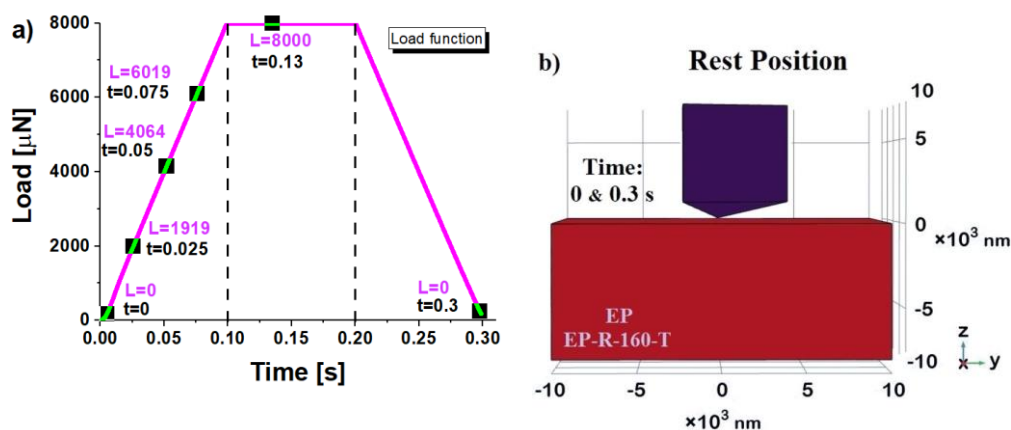 a)
Load function
Load [µN]
8000
6000
4000
2000
0
L=8000
t=0.13
L=6019
t=0.075
L=4064
t=0.05
L=1919
t=0.025
L=0
t=0
L=0
t=0.3
0.00 0.05 0.10 0.15 0.20 0.25 0.30
Time [s]
b)
Rest Position
Time:
0 & 0.3 s
EP
EP-R-160-T
10
5
0
×10³ nm
-5
-10
-10 -5 0 5 10
×10³ nm
z
x y